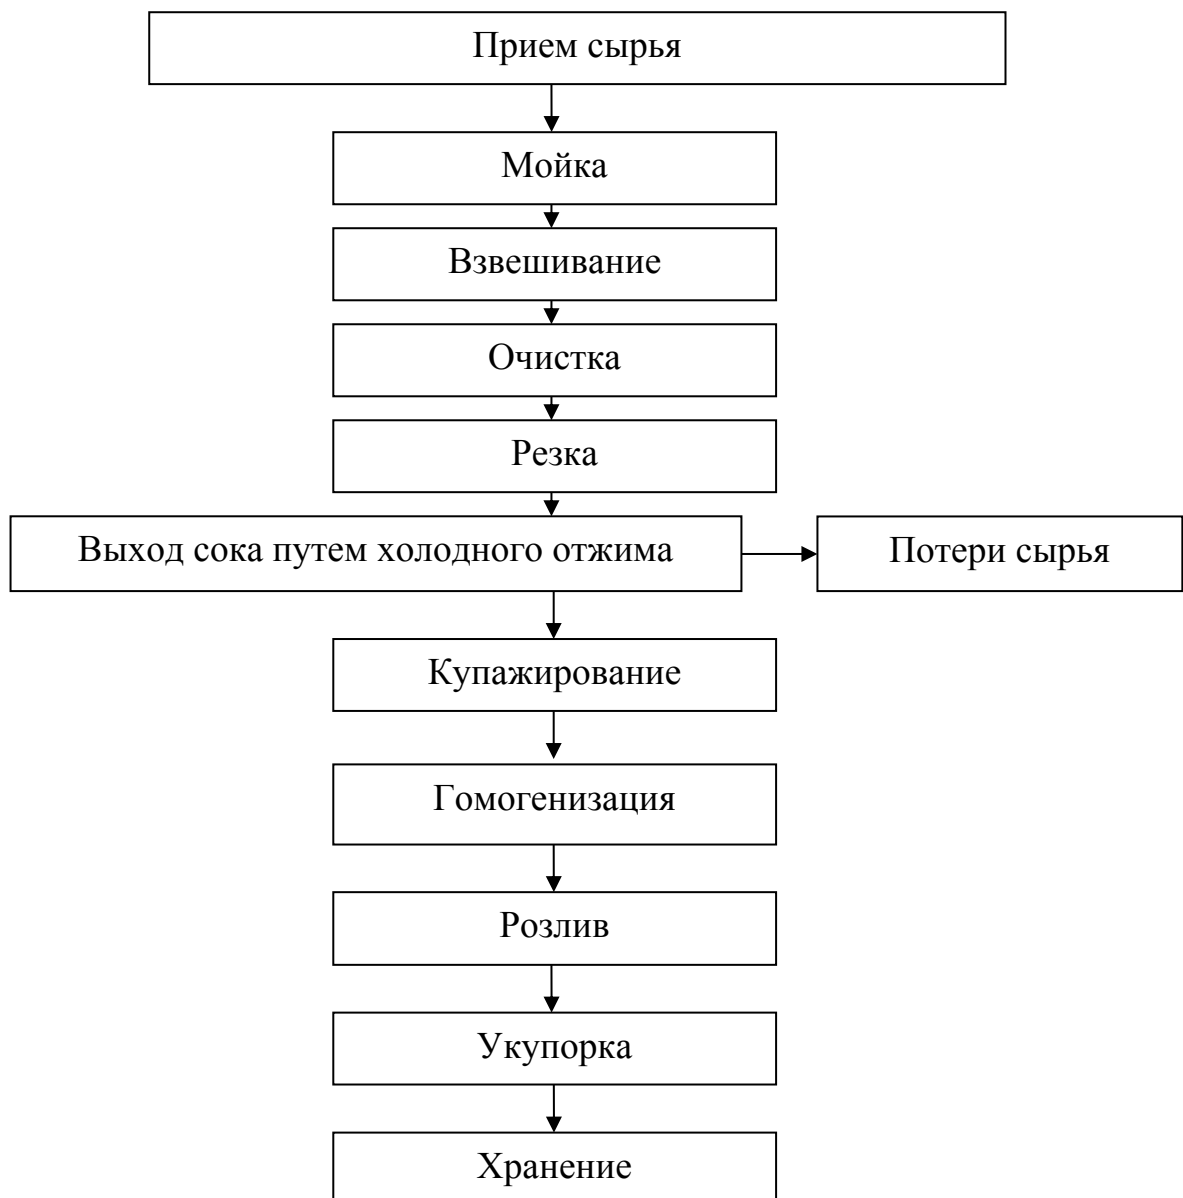 Прием сырья
Мойка
Взвешивание
Очистка
Резка
Выход сока путем холодного отжима
Потери сырья
Купажирование
Гомогенизация
Розлив
Укупорка
Хранение